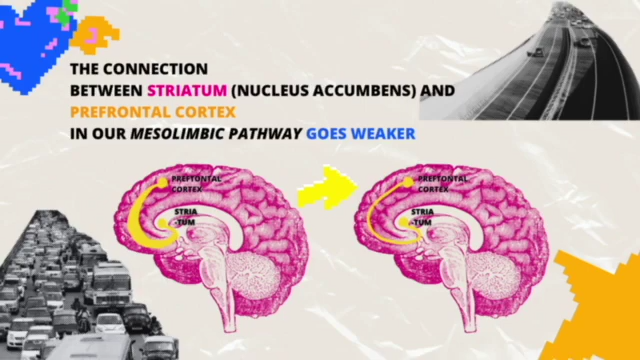 THE CONNECTION
BETWEEN STRIATUM (NUCLEUS ACCUMBENS) AND
PREFRONTAL CORTEX
IN OUR MESOLIMBIC PATHWAY GOES WEAKER
PREFTONTAL
CORTEX
STRIA
-TUM
PREFTONTAL
CORTEX
STRIA
-TUM